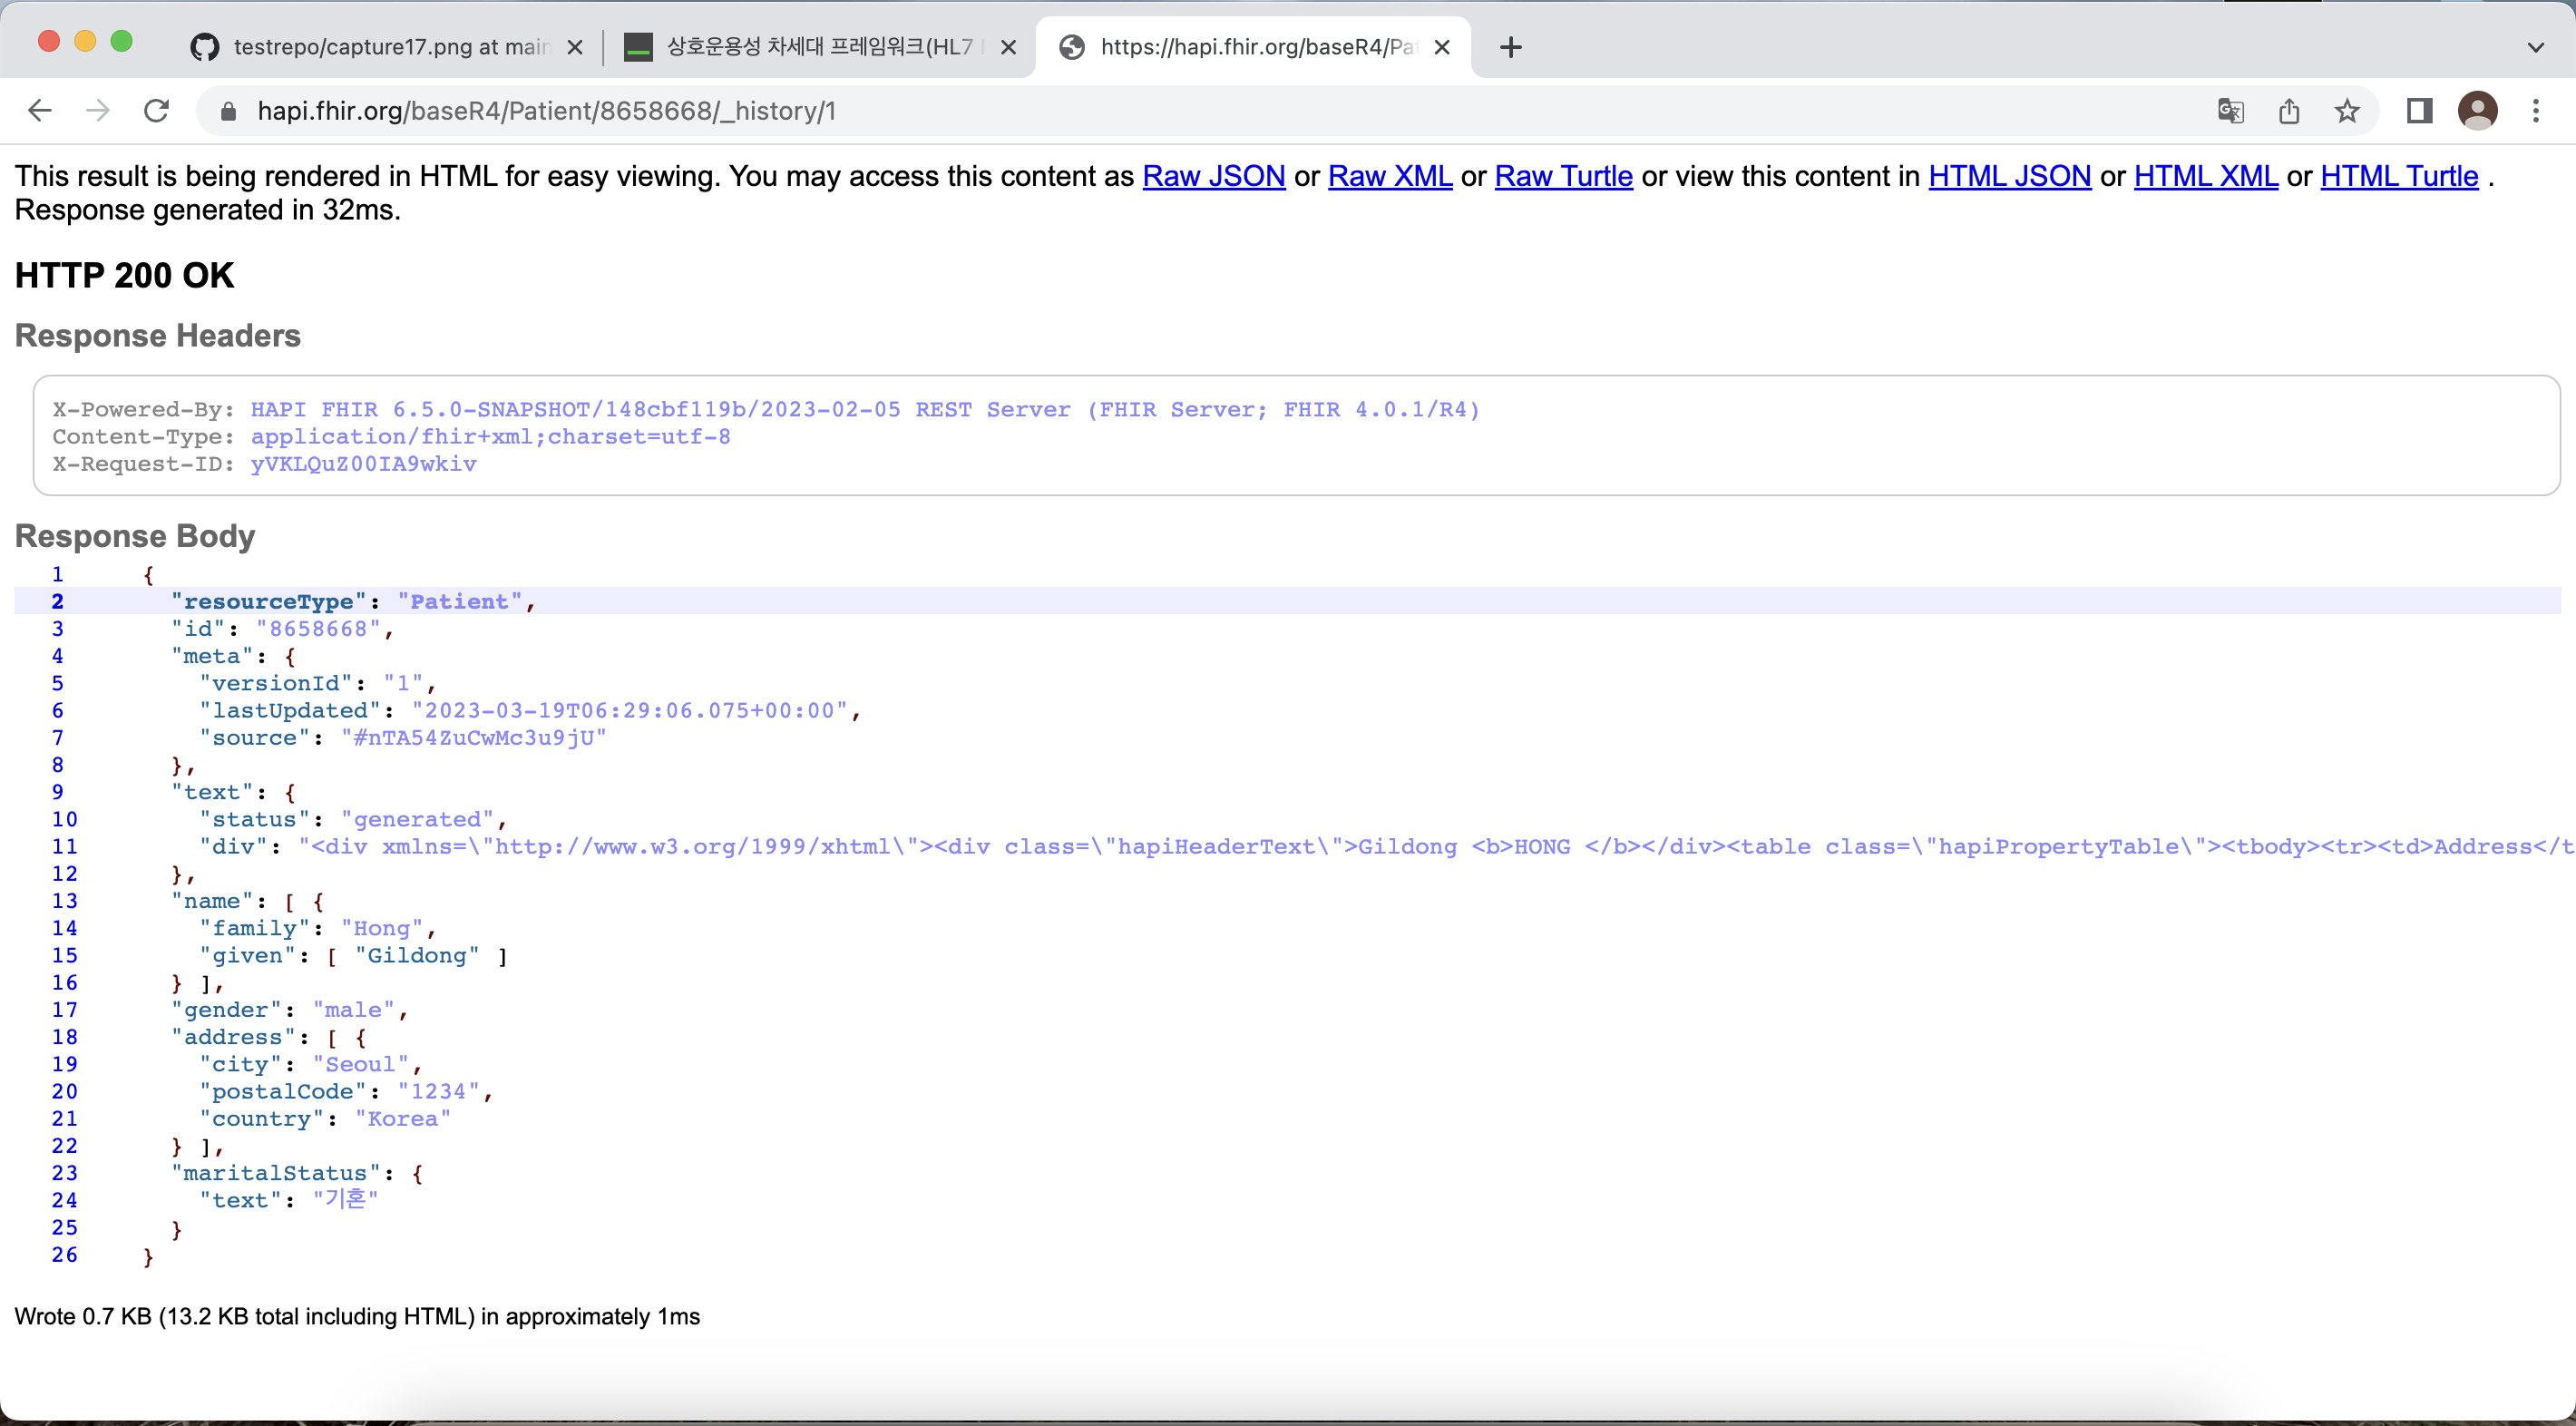 testrepo/capture17.png at main
상호운용성 차세대 프레임워크(HL7 F
https://hapi.fhir.org/baseR4/Pat
hapi.fhir.org/baseR4/Patient/8658668/_history/1
This result is being rendered in HTML for easy viewing. You may access this content as Raw JSON or Raw XML or Raw Turtle or view this content in HTML JSON or HTML XML or HTML Turtle .
Response generated in 32ms.
HTTP 200 OK
Response Headers
X-Powered-By: HAPI FHIR 6.5.0-SNAPSHOT/148cbf119b/2023-02-05 REST Server (FHIR Server; FHIR 4.0.1/R4)
Content-Type: application/fhir+xml;charset=utf-8
X-Request-ID: yVKLQuZ00IA9wkiv
Response Body
1 {
2 "resourceType": "Patient",
3 "id": "8658668",
4 "meta": {
5 "versionId": "1",
6 "lastUpdated": "2023-03-19T06:29:06.075+00:00",
7 "source": "#nTA54ZuCwMc3u9jU"
8 },
9 "text": {
10 "status": "generated",
11 "div": "<div xmlns=\"http://www.w3.org/1999/xhtml\"><div class=\"hapiHeaderText\">Gildong <b>HONG </b></div><table class=\"hapiPropertyTable\"><tbody><tr><td>Address</t
12 },
13 "name": [ {
14 "family": "Hong",
15 "given": [ "Gildong" ]
16 } ],
17 "gender": "male",
18 "address": [ {
19 "city": "Seoul",
20 "postalCode": "1234",
21 "country": "Korea"
22 } ],
23 "maritalStatus": {
24 "text": "기혼"
25 }
26 }
Wrote 0.7 KB (13.2 KB total including HTML) in approximately 1ms